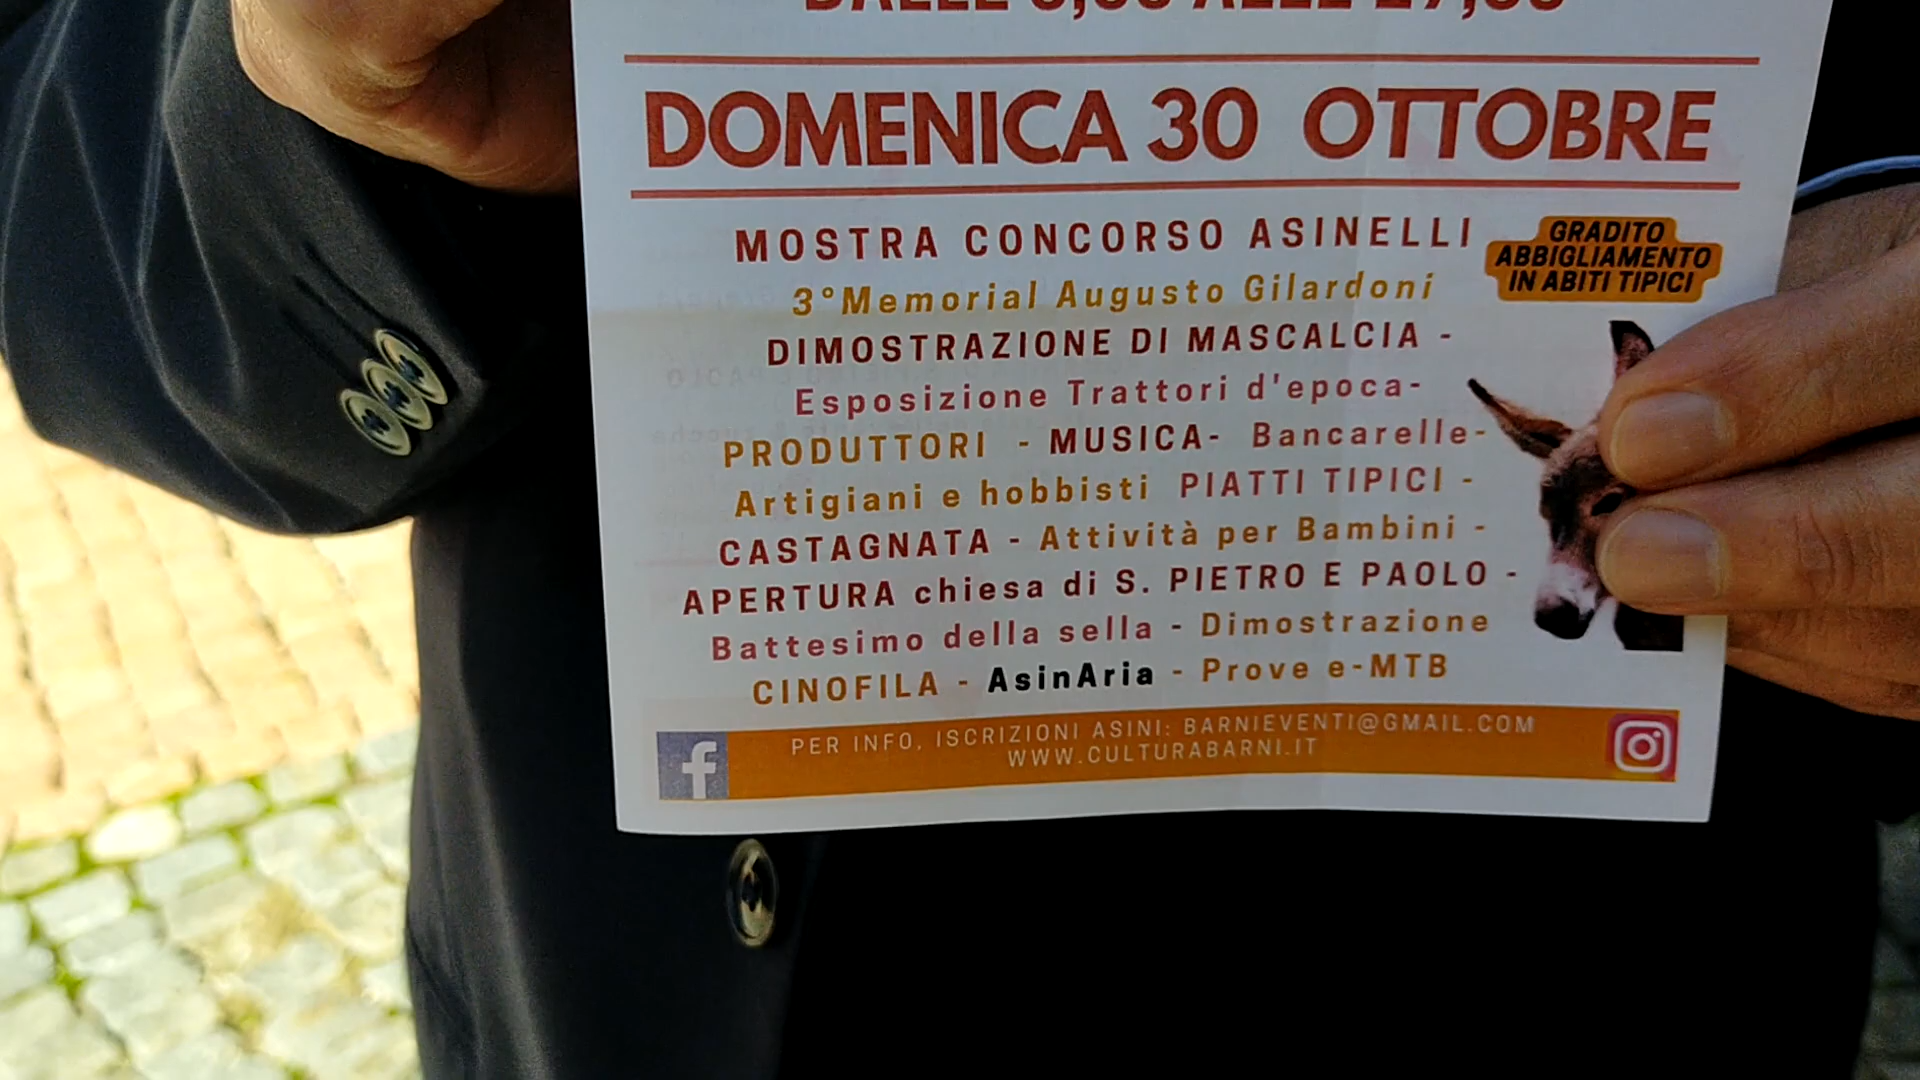 DOMENICA 30 OTTOBRE
MOSTRA CONCORSO ASINELLI
GRADITO
ABBIGLIAMENTO
IN ABITI TIPICI
3°Memorial Augusto Gilardoni
DIMOSTRAZIONE DI MASCALCIA -
Esposizione Trattori d'epoca-
PRODUTTORI - MUSICA- Bancarelle-
Artigiani e hobbisti PIATTI TIPICI -
CASTAGNATA - Attività per Bambini -
APERTURA chiesa di S. PIETRO E PAOLO -
Battesimo della sella - Dimostrazione
CINOFILA - AsinAria - Prove e-MTB
PER INFO, ISCRIZIONI ASINI: BARNIEVENTI@GMAIL.COM
WWW.CULTURABARNI.IT